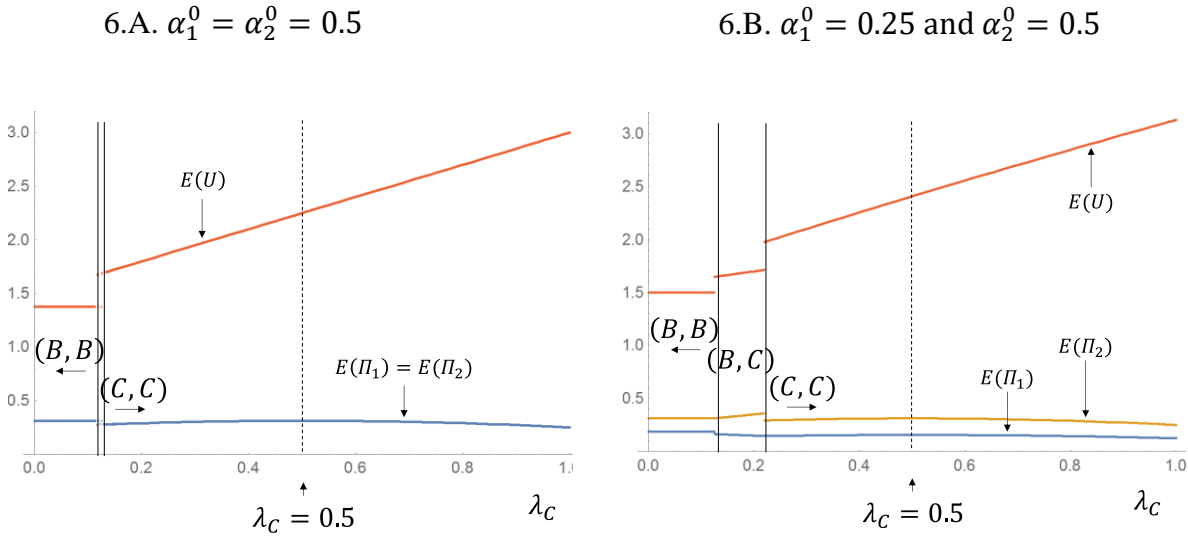 6.A. α₁⁰ = α₂⁰ = 0.5
3.0
2.5
2.0
1.5
1.0
0.5
E(U)
(B, B)
(C, C)
E(Π₁) = E(Π₂)
0.0 0.2 0.4 0.6 0.8 1.0
λ_C = 0.5
λ_C
6.B. α₁⁰ = 0.25 and α₂⁰ = 0.5
3.0
2.5
2.0
1.5
1.0
0.5
E(U)
(B, B)
(B, C)
(C, C)
E(Π₂)
E(Π₁)
0.0 0.2 0.4 0.6 0.8 1.0
λ_C = 0.5
λ_C